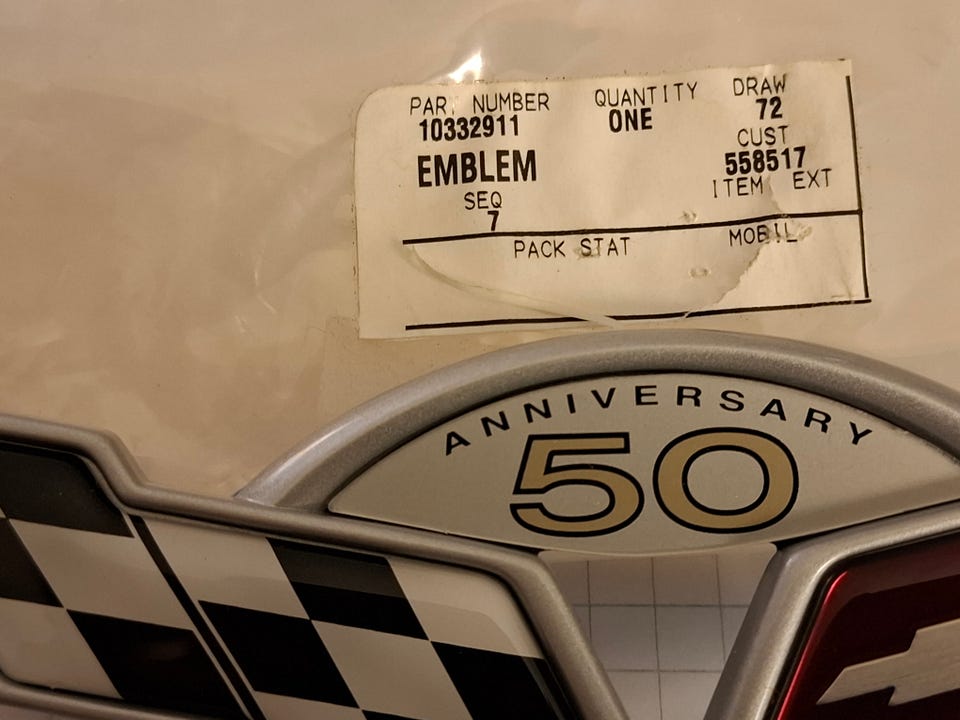 PART NUMBER QUANTITY DRAW
10332911 ONE 72
CUST
EMBLEM 558517
ITEM EXT
SEQ
7
PACK STAT MOBIL
ANNIVERSARY
50